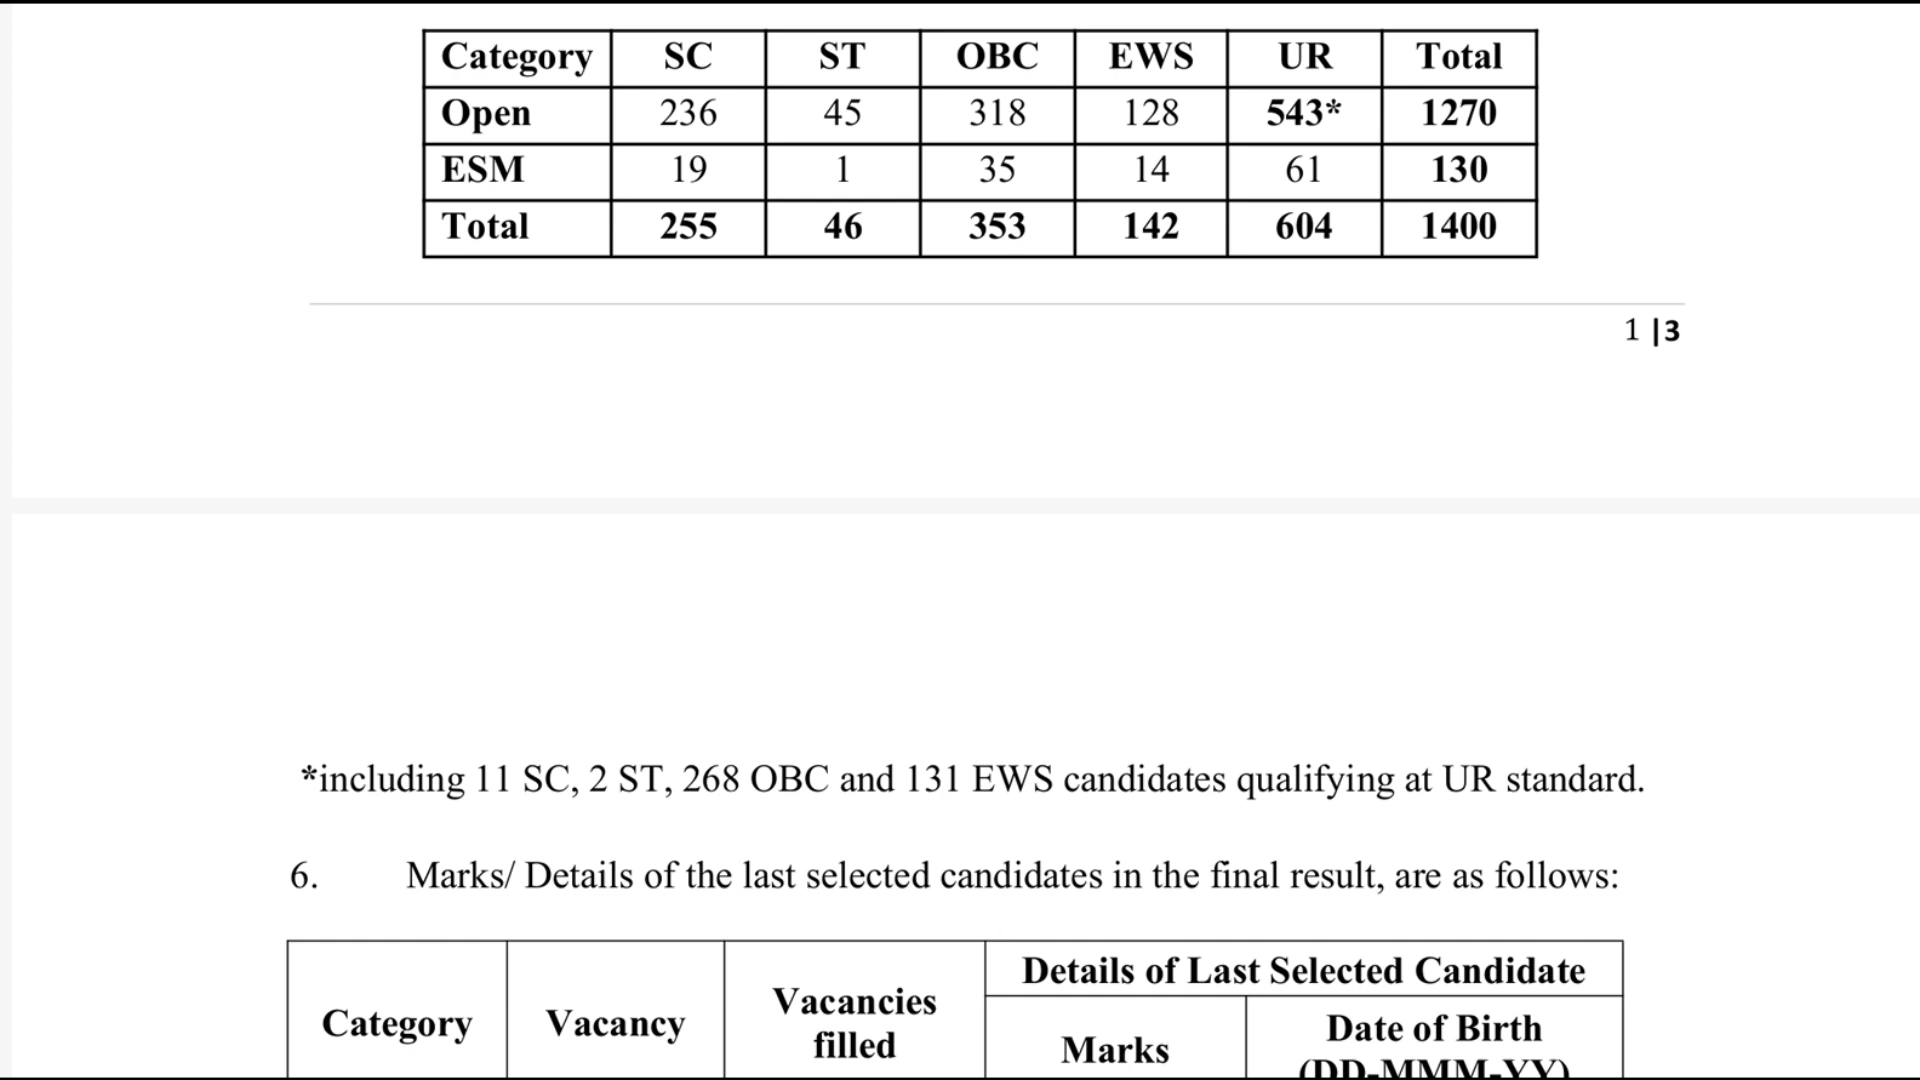 Category SC ST OBC EWS UR Total
Open 236 45 318 128 543* 1270
ESM 19 1 35 14 61 130
Total 255 46 353 142 604 1400
1 |3
*including 11 SC, 2 ST, 268 OBC and 131 EWS candidates qualifying at UR standard.
6. Marks/ Details of the last selected candidates in the final result, are as follows:
Category Vacancy Vacancies filled Details of Last Selected Candidate
Marks Date of Birth
(DD-MMM-YY)